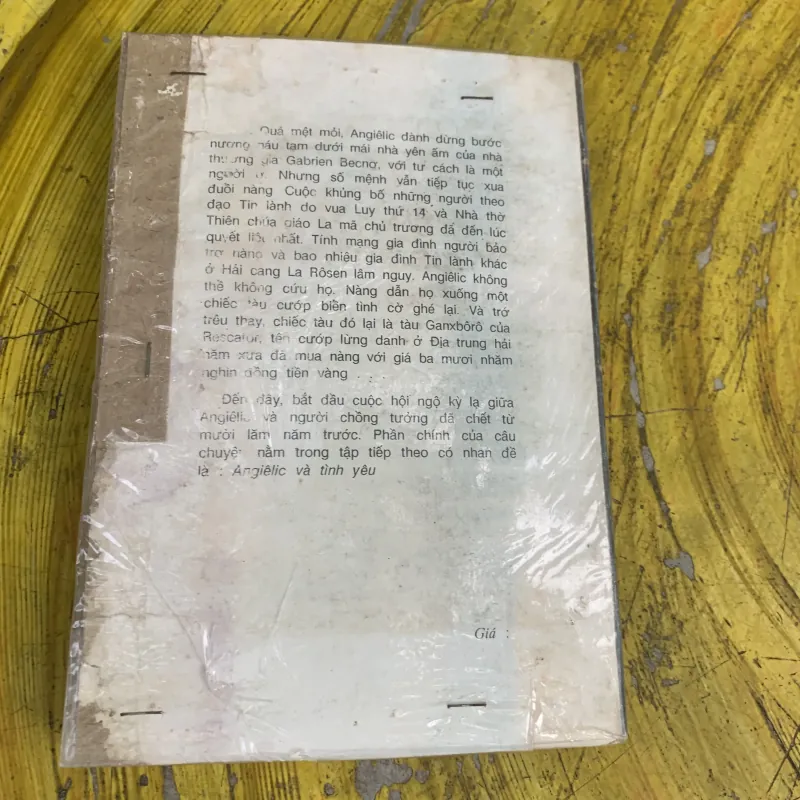 Quá mệt mỏi, Angiêlic đành dừng bước
nương náu tạm dưới mái nhà yên ấm của nhà
thương gia Gabrien Becnơ, với tư cách là một
người ở. Nhưng số mệnh vẫn tiếp tục xua
đuổi nàng Cuộc khủng bố những người theo
đạo Tin lành do vua Luy thứ 14 và Nhà thờ
Thiên chúa giáo La mã chủ trương đã đến lúc
quyết liệt nhất. Tính mạng gia đình người bảo
trợ nàng và bao nhiêu gia đình Tin lành khác
ở Hải cang La Rôsen lâm nguy. Angiêlic không
thể không cứu họ. Nàng dẫn họ xuống một
chiếc tàu cướp biển tình cờ ghé lại. Và trớ
trêu thay, chiếc tàu đó lại là tàu Ganxbôrô của
Rescator, tên cướp lừng danh ở Địa trung hải
năm xưa đã mua nàng với giá ba mươi nhăm
nghìn đồng tiền vàng . . .
Đến đây, bắt đầu cuộc hội ngộ kỳ lạ giữa
Angiêlic và người chồng tưởng đã chết từ
mười lăm năm trước. Phần chính của câu
chuyện nằm trong tập tiếp theo có nhan đề
là : Angiêlic và tình yêu
Giá :